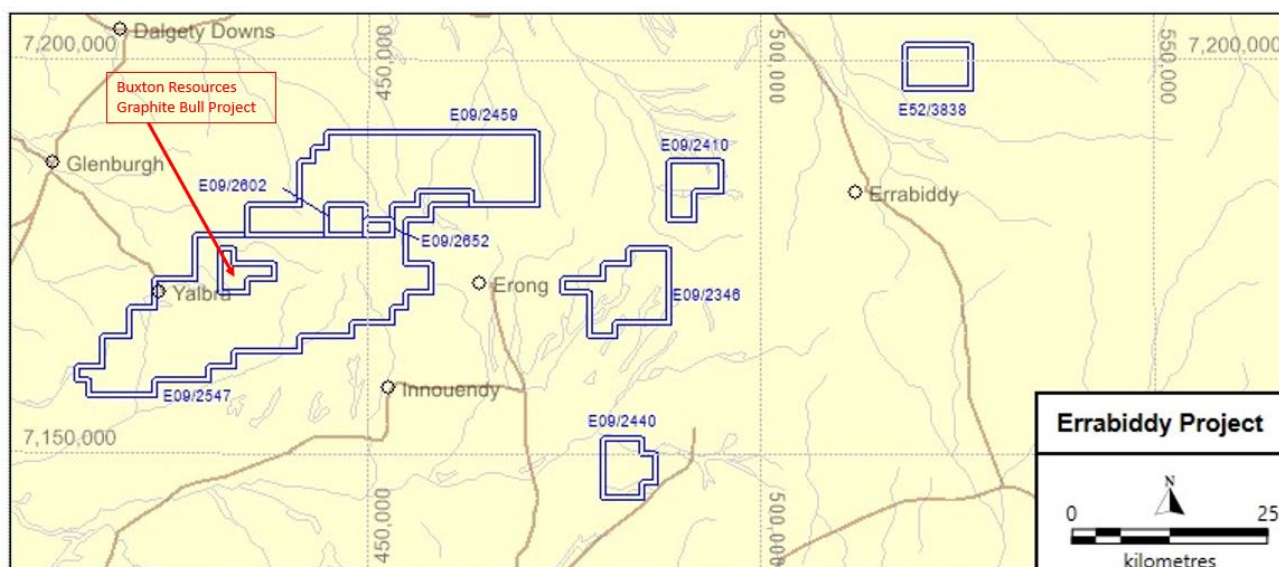 Dalgety Downs
7,200,000
450,000
500,000
550,000
7,200,000
Buxton Resources
Graphite Bull Project
E52/3838
E09/2459
E09/2410
Glenburgh
E09/2602
Errabiddy
E09/2652
Erong
Yalbra
E09/2346
Innouendy
E09/2547
E09/2440
7,150,000
450,000
500,000
Errabiddy Project
N
0 25
kilometres